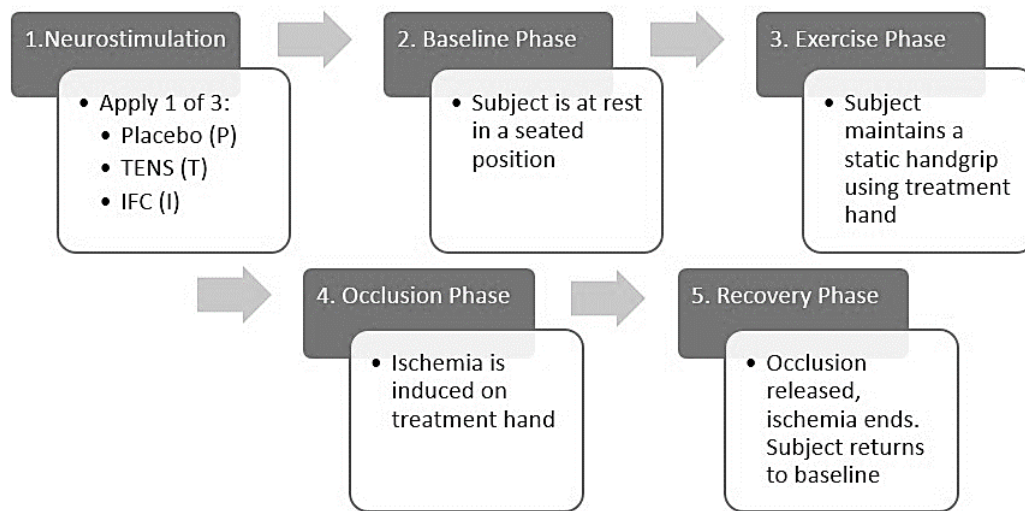 1.Neurostimulation
• Apply 1 of 3:
• Placebo (P)
• TENS (T)
• IFC (I)
2. Baseline Phase
• Subject is at rest
in a seated
position
3. Exercise Phase
• Subject
maintains a
static handgrip
using treatment
hand
4. Occlusion Phase
• Ischemia is
induced on
treatment hand
5. Recovery Phase
• Occlusion
released,
ischemia ends.
Subject returns
to baseline